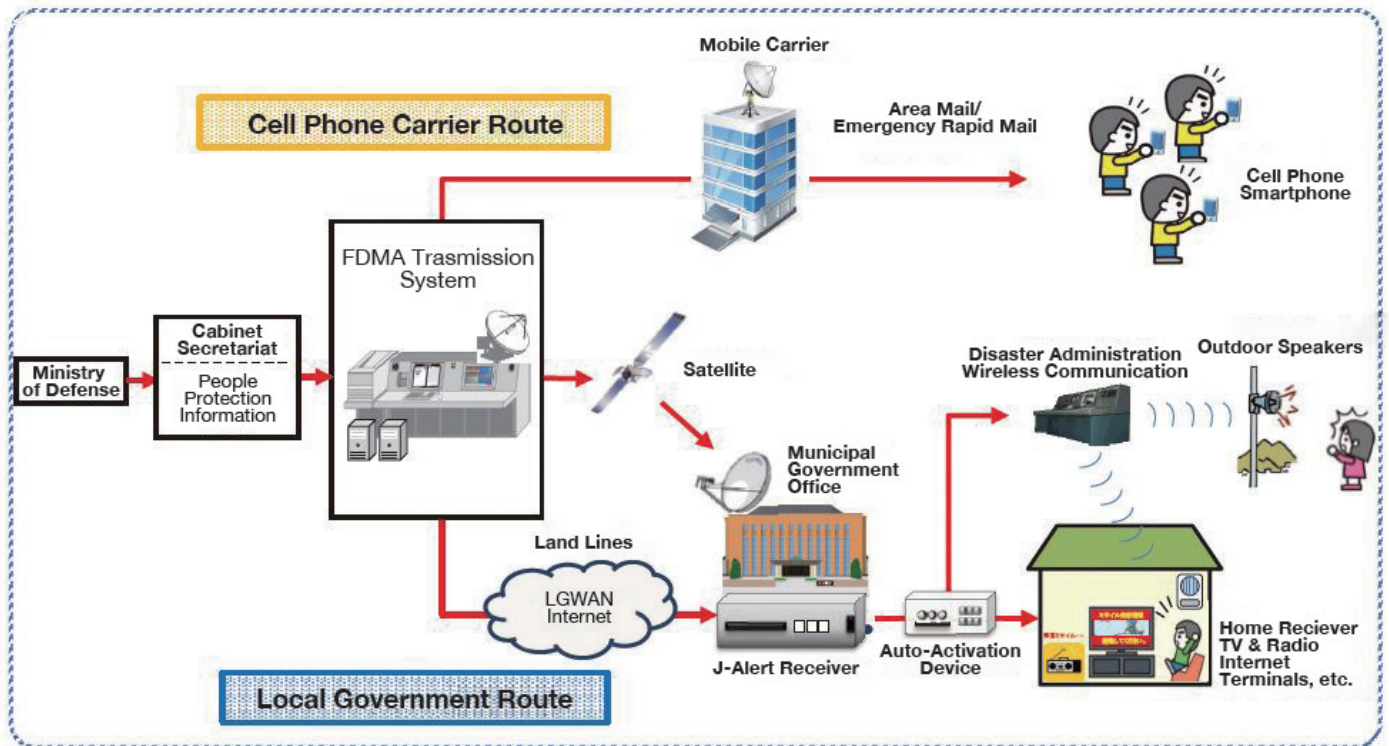 Mobile Carrier
Cell Phone Carrier Route
Area Mail/
Emergency Rapid Mail
Cell Phone
Smartphone
FDMA Trasmission
System
Ministry
of Defense
Cabinet
Secretariat
People
Protection
Information
Satellite
Disaster Administration
Wireless Communication
Outdoor Speakers
Municipal
Government
Office
Land Lines
LGWAN
Internet
J-Alert Receiver
Auto-Activation
Device
Home Reciever
TV & Radio
Internet
Terminals, etc.
Local Government Route